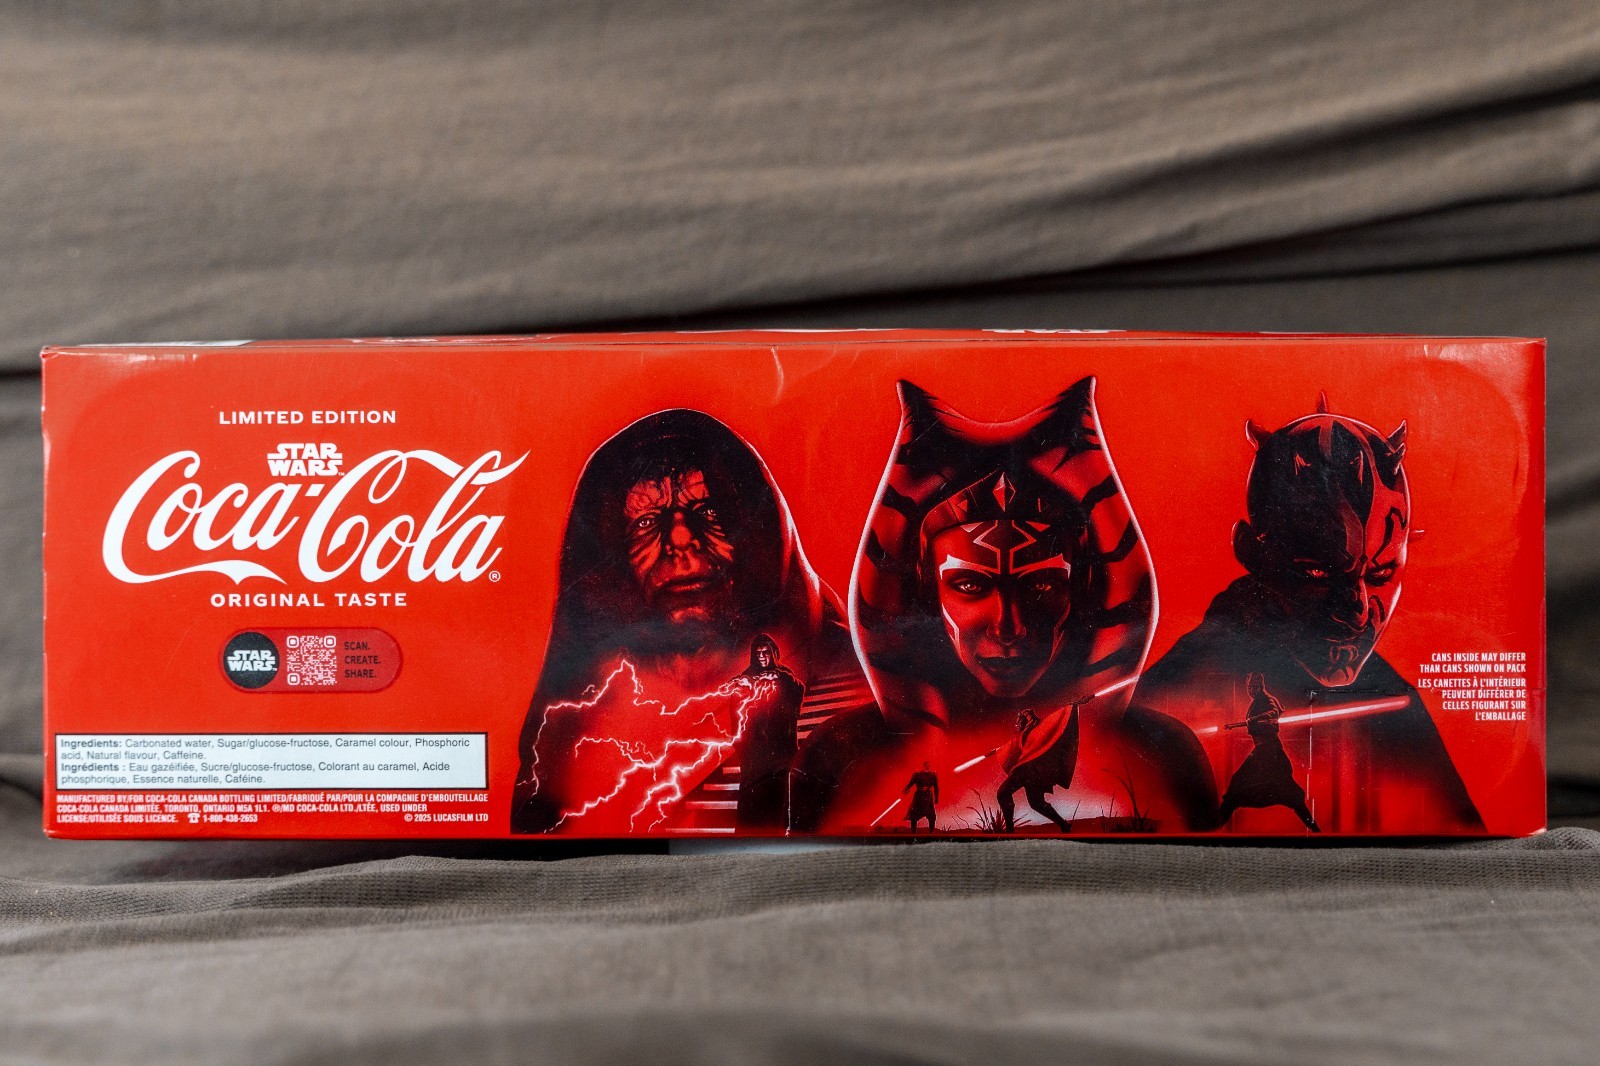 LIMITED EDITION
STAR
WARS™
Coca-Cola®
ORIGINAL TASTE
STAR
WARS™
SCAN.
CREATE.
SHARE.
Ingredients: Carbonated water, Sugar/glucose-fructose, Caramel colour, Phosphoric
acid, Natural flavour, Caffeine.
Ingrédients : Eau gazéifiée, Sucre/glucose-fructose, Colorant au caramel, Acide
phosphorique, Essence naturelle, Caféine.
MANUFACTURED BY/FOR COCA-COLA CANADA BOTTLING LIMITED/FABRIQUÉ PAR/POUR LA COMPAGNIE D'EMBOUTEILLAGE
COCA-COLA CANADA LIMITÉE, TORONTO, ONTARIO M5A 1L1. ®/MD COCA-COLA LTD./LTÉE, USED UNDER
LICENSE/UTILISÉE SOUS LICENCE. ☎ 1-800-438-2653
© 2025 LUCASFILM LTD
CANS INSIDE MAY DIFFER
THAN CANS SHOWN ON PACK
LES CANETTES À L'INTÉRIEUR
PEUVENT DIFFÉRER DE
CELLES FIGURANT SUR
L'EMBALLAGE